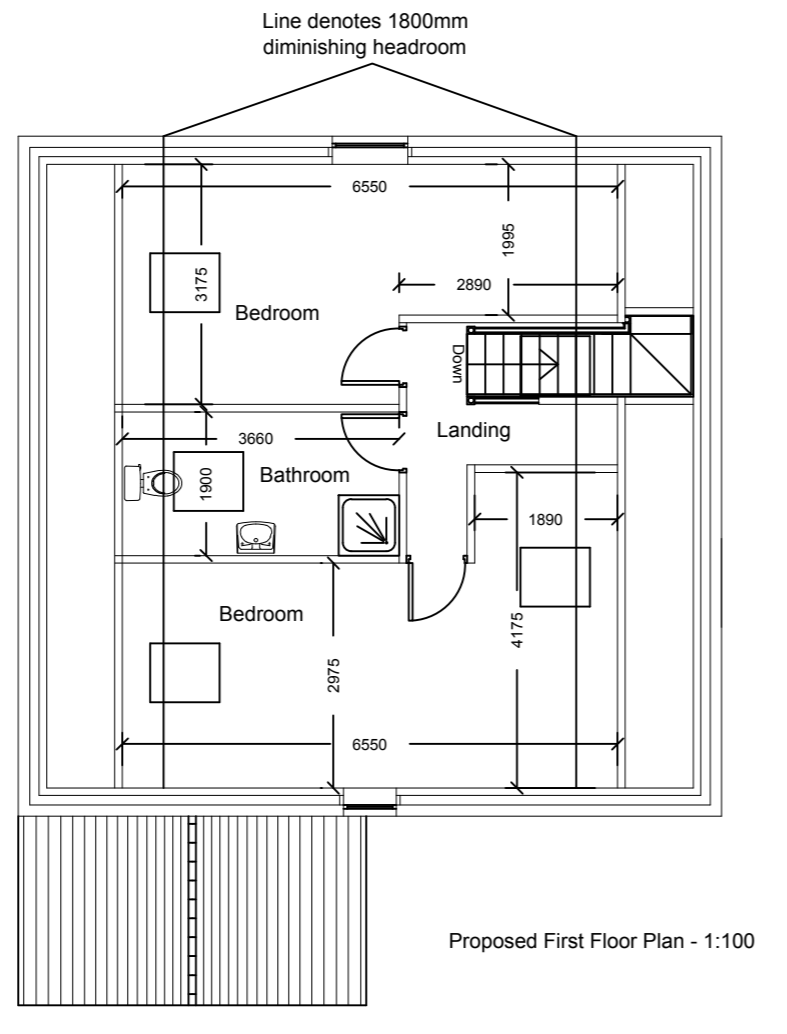 Line denotes 1800mm
diminishing headroom
6550
1995
3175
2890
Bedroom
Down
Landing
3660
Bathroom
1900
1890
Bedroom
4175
2975
6550
Proposed First Floor Plan - 1:100